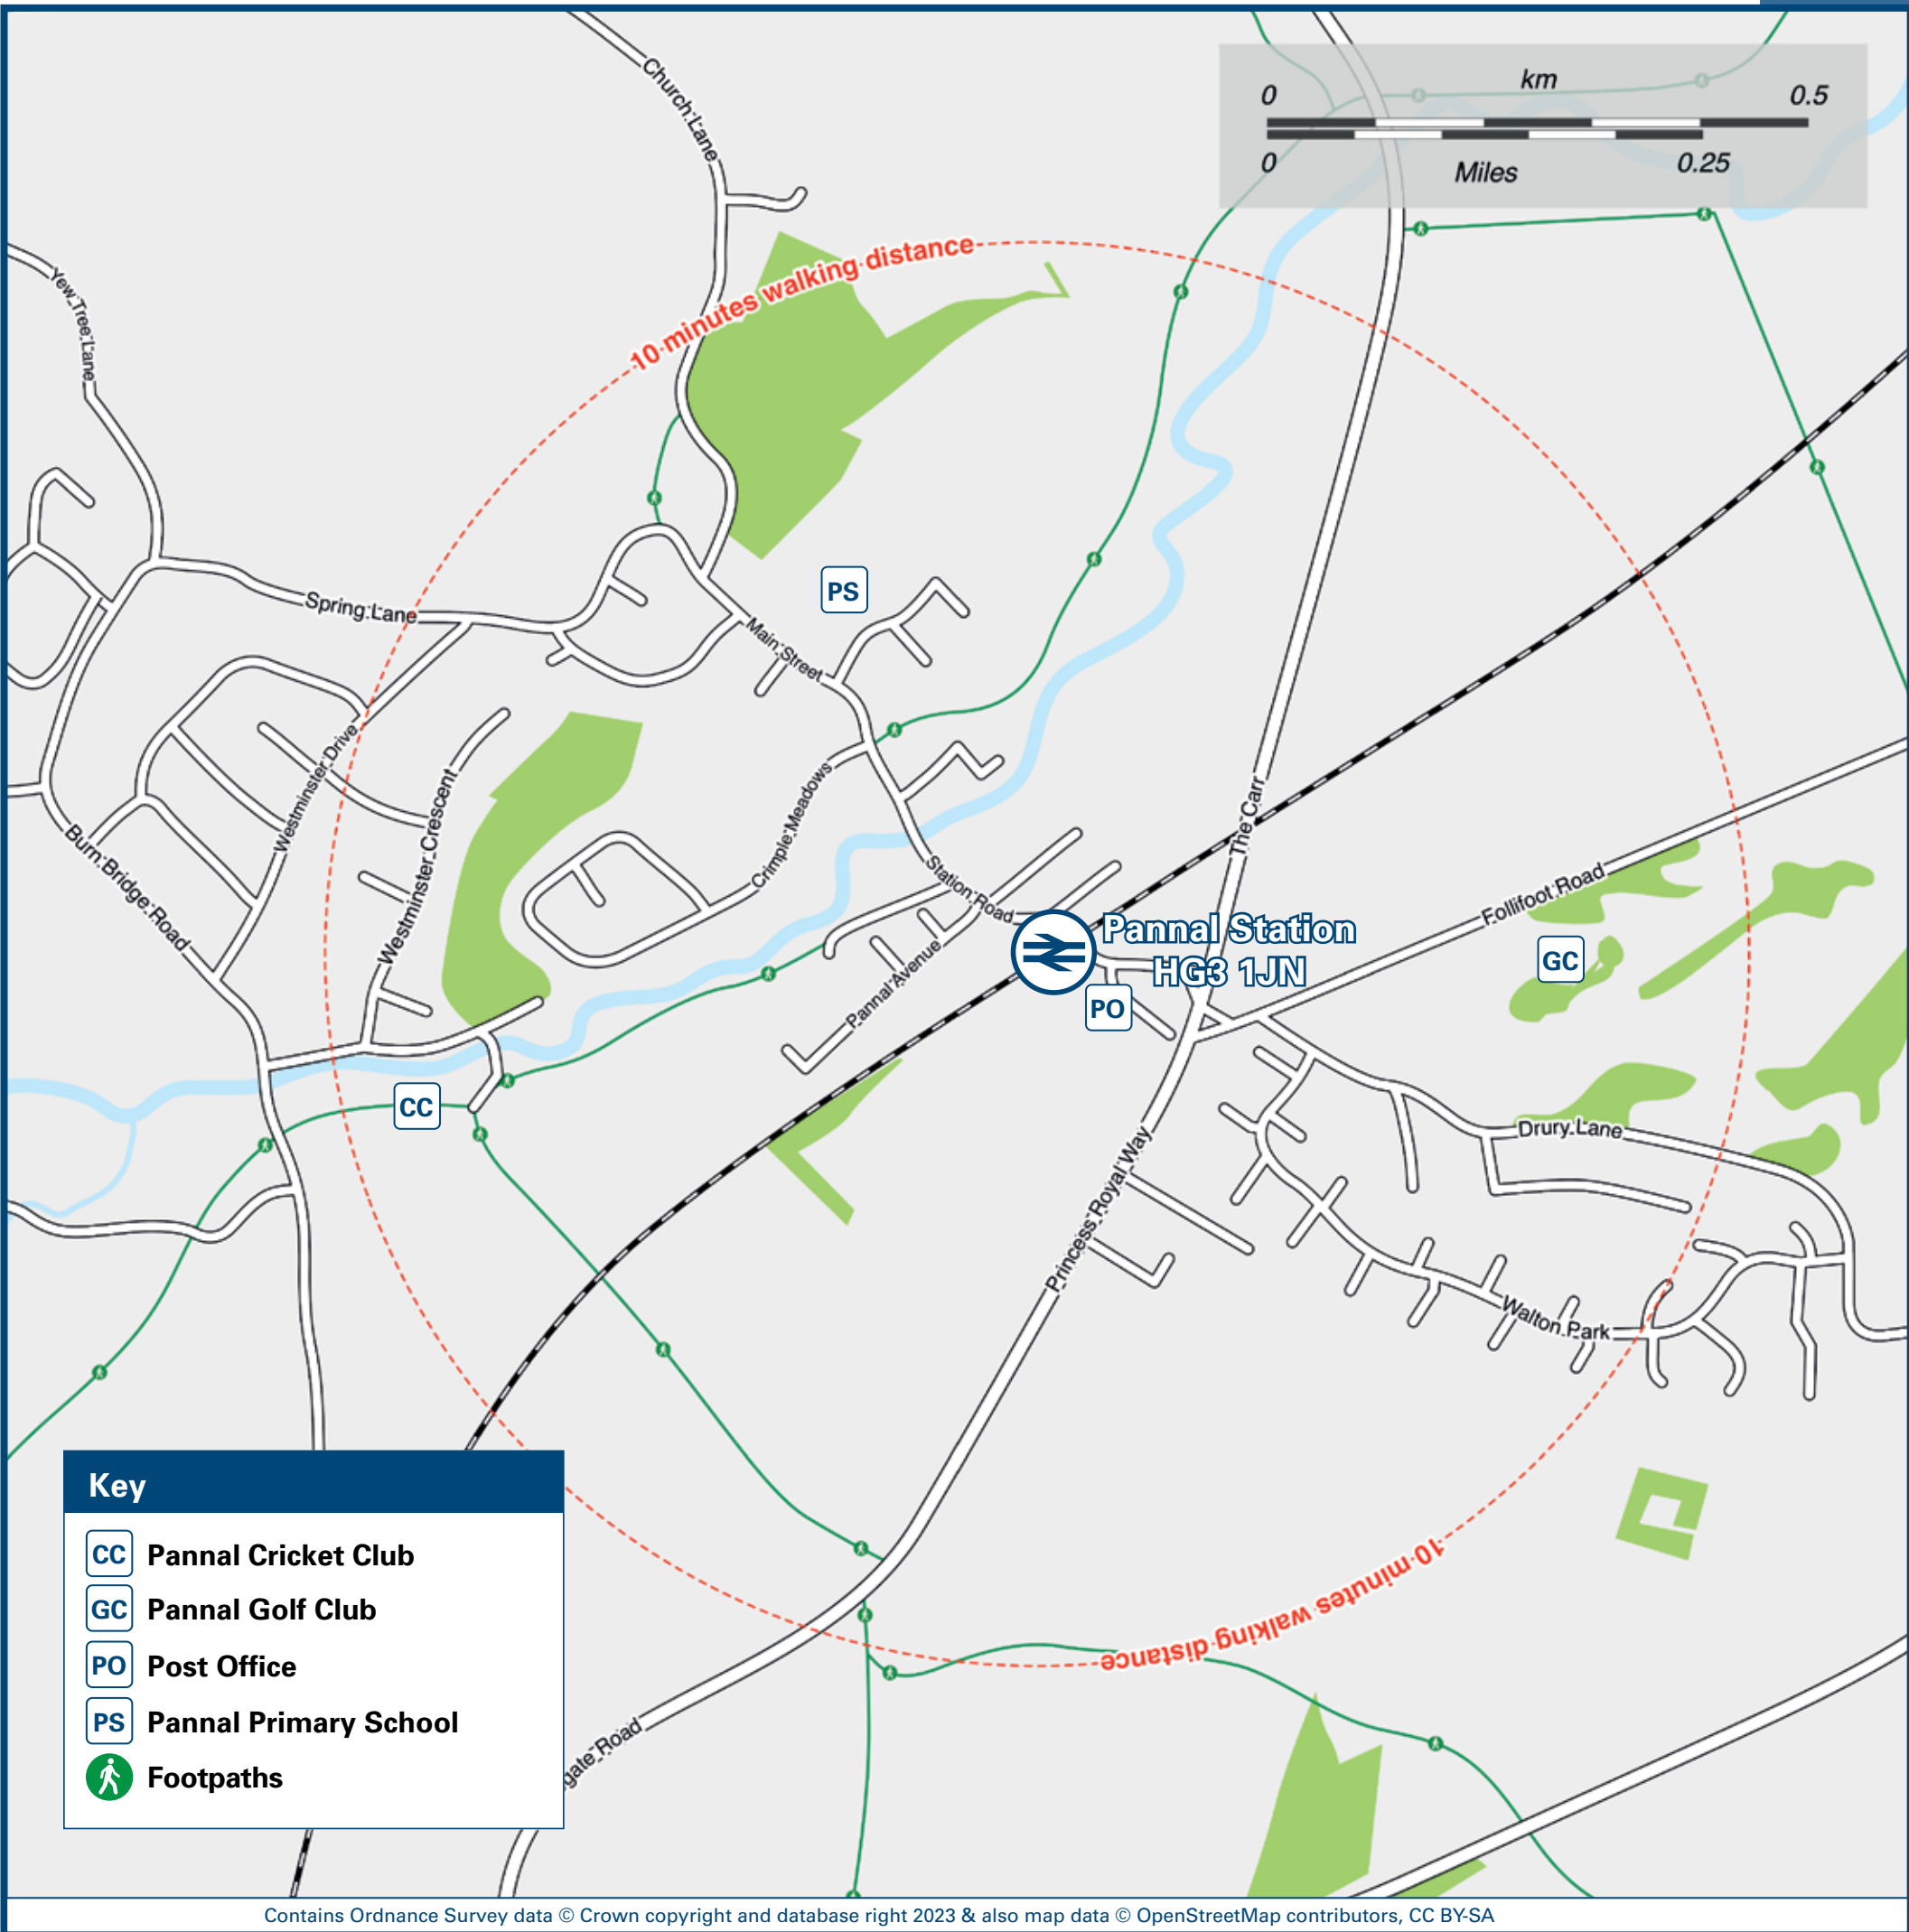 Church Lane
km
0 0.5
0 0.25
Miles
10 minutes walking distance
Yew Tree Lane
Spring Lane
PS
Main Street
Westminster Drive
Westminster Crescent
Crimple Meadows
Burn Bridge Road
Station Road
The Carr
Follifoot Road
Pannal Station
HG3 1JN
GC
PO
Pannal Avenue
CC
Drury Lane
Princess Royal Way
Walton Park
10 minutes walking distance
gate Road
Key
CC Pannal Cricket Club
GC Pannal Golf Club
PO Post Office
PS Pannal Primary School
Footpaths
Contains Ordnance Survey data © Crown copyright and database right 2023 & also map data © OpenStreetMap contributors, CC BY-SA